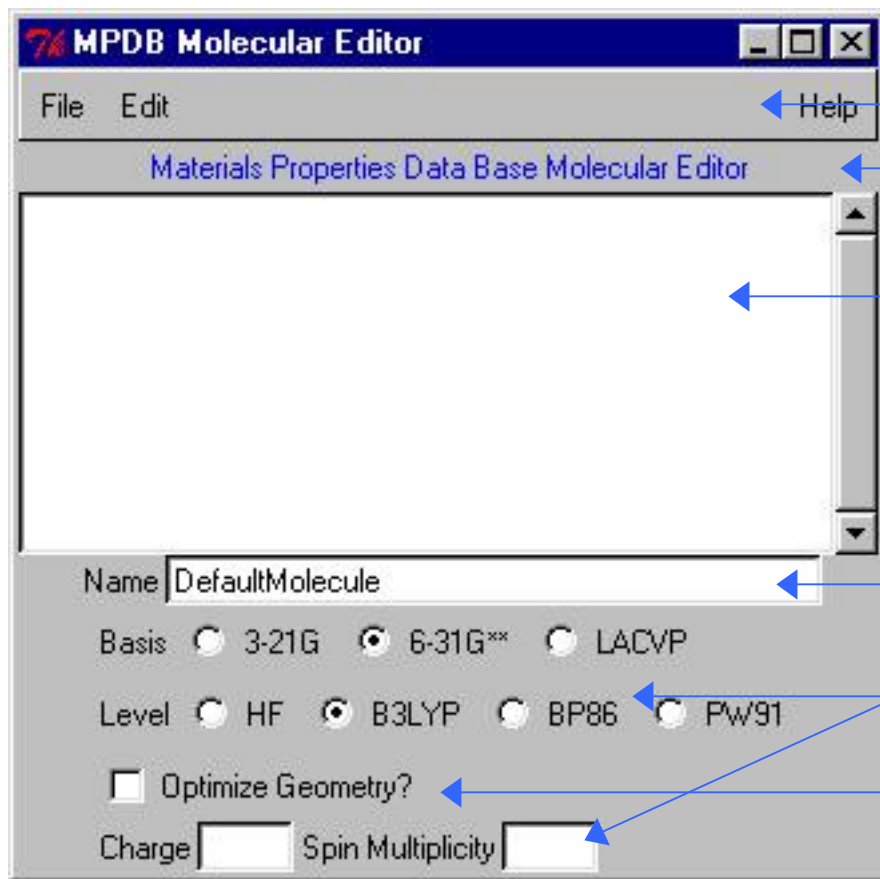 MPDB Molecular Editor
File Edit Help
Materials Properties Data Base Molecular Editor
Name DefaultMolecule
Basis 3-21G 6-31G** LACVP
Level HF B3LYP BP86 PW91
Optimize Geometry?
Charge Spin Multiplicity